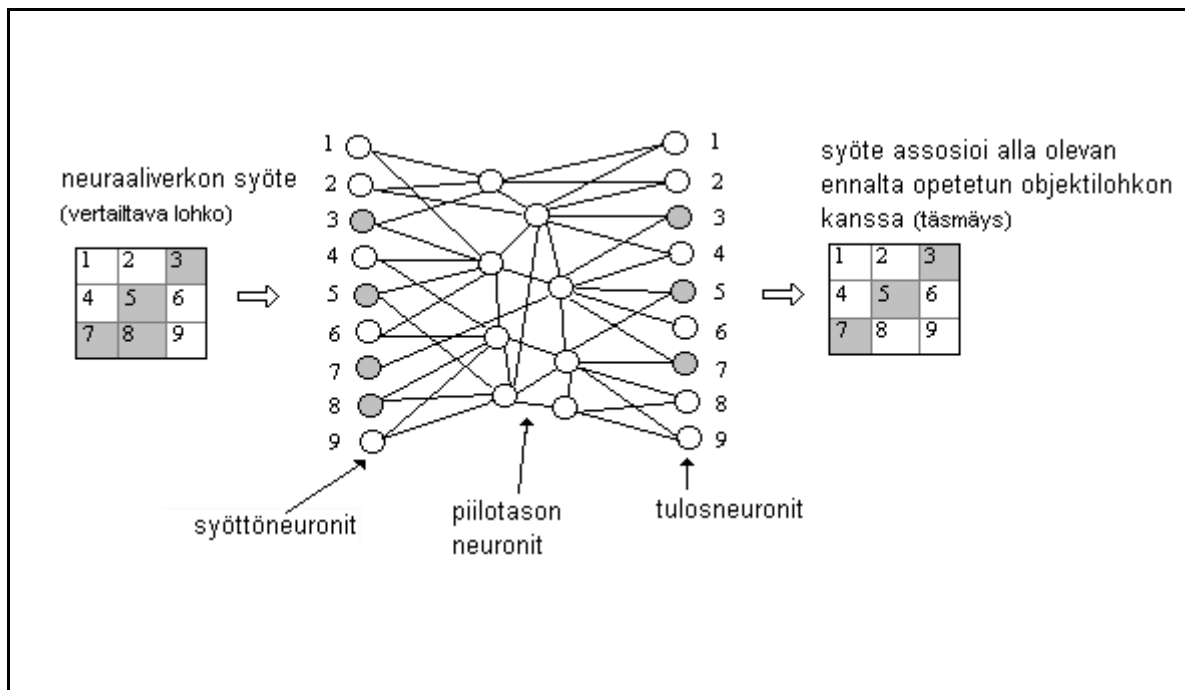 neuraaliverkon syöte
(vertailtava lohko)
1 2 3
4 5 6
7 8 9
1
2
3
4
5
6
7
8
9
syöttöneuronit
piilotason
neuronit
1
2
3
4
5
6
7
8
9
tulosneuronit
syöte assosioi alla olevan
ennalta opetetun objektilohkon
kanssa (täsmäys)
1 2 3
4 5 6
7 8 9